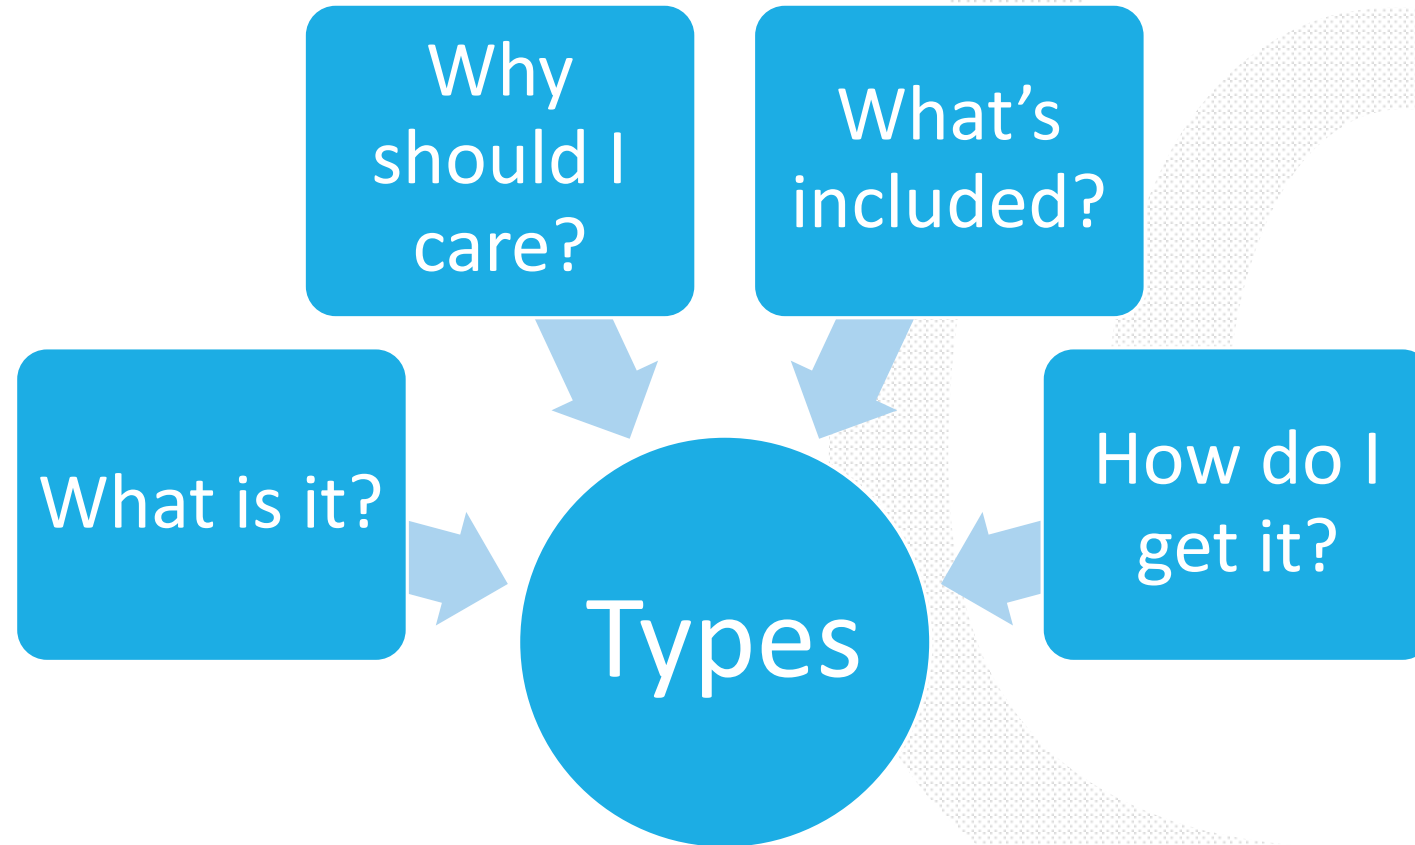 What is it?
Why
should I
care?
What’s
included?
How do I
get it?
Types